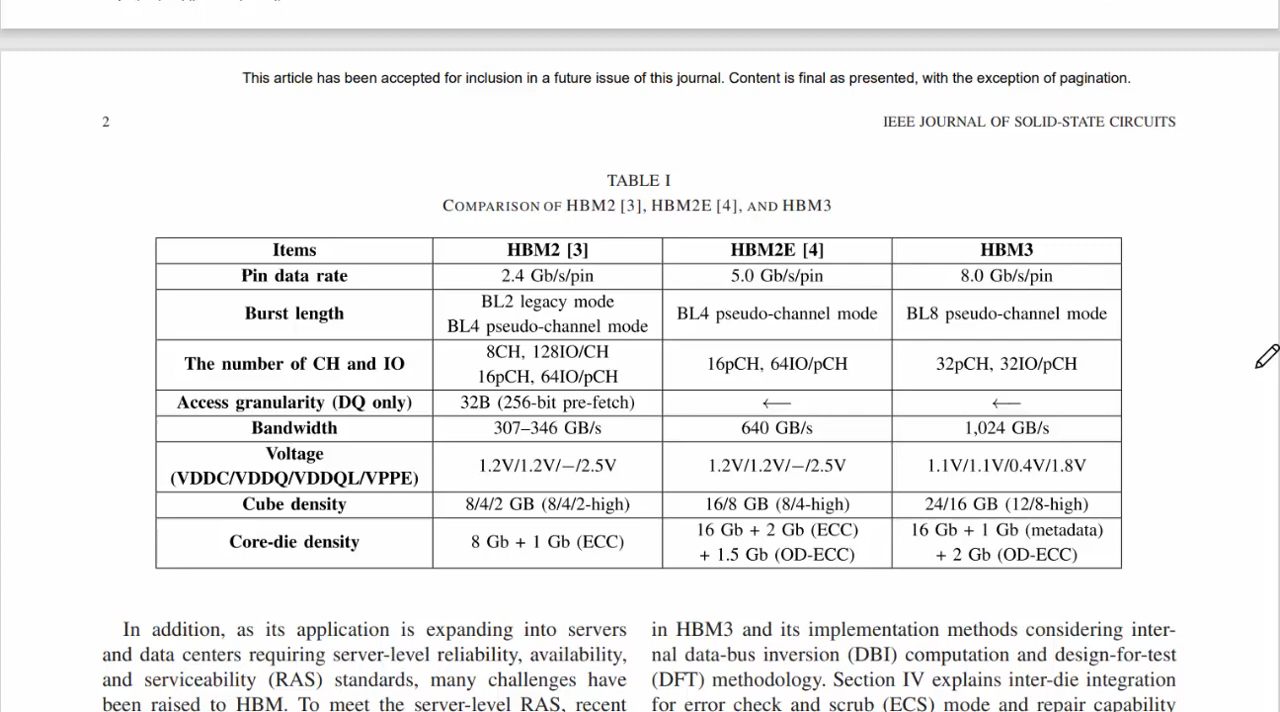 This article has been accepted for inclusion in a future issue of this journal. Content is final as presented, with the exception of pagination.
2 IEEE JOURNAL OF SOLID-STATE CIRCUITS
TABLE I
COMPARISON OF HBM2 [3], HBM2E [4], AND HBM3
Items HBM2 [3] HBM2E [4] HBM3
Pin data rate 2.4 Gb/s/pin 5.0 Gb/s/pin 8.0 Gb/s/pin
Burst length BL2 legacy mode
BL4 pseudo-channel mode BL4 pseudo-channel mode BL8 pseudo-channel mode
The number of CH and IO 8CH, 128IO/CH
16pCH, 64IO/pCH 16pCH, 64IO/pCH 32pCH, 32IO/pCH
Access granularity (DQ only) 32B (256-bit pre-fetch) ← ←
Bandwidth 307–346 GB/s 640 GB/s 1,024 GB/s
Voltage
(VDDC/VDDQ/VDDQL/VPPE) 1.2V/1.2V/–/2.5V 1.2V/1.2V/–/2.5V 1.1V/1.1V/0.4V/1.8V
Cube density 8/4/2 GB (8/4/2-high) 16/8 GB (8/4-high) 24/16 GB (12/8-high)
Core-die density 8 Gb + 1 Gb (ECC) 16 Gb + 2 Gb (ECC)
+ 1.5 Gb (OD-ECC) 16 Gb + 1 Gb (metadata)
+ 2 Gb (OD-ECC)
In addition, as its application is expanding into servers
and data centers requiring server-level reliability, availability,
and serviceability (RAS) standards, many challenges have
been raised to HBM. To meet the server-level RAS, recent
in HBM3 and its implementation methods considering inter-
nal data-bus inversion (DBI) computation and design-for-test
(DFT) methodology. Section IV explains inter-die integration
for error check and scrub (ECS) mode and repair capability